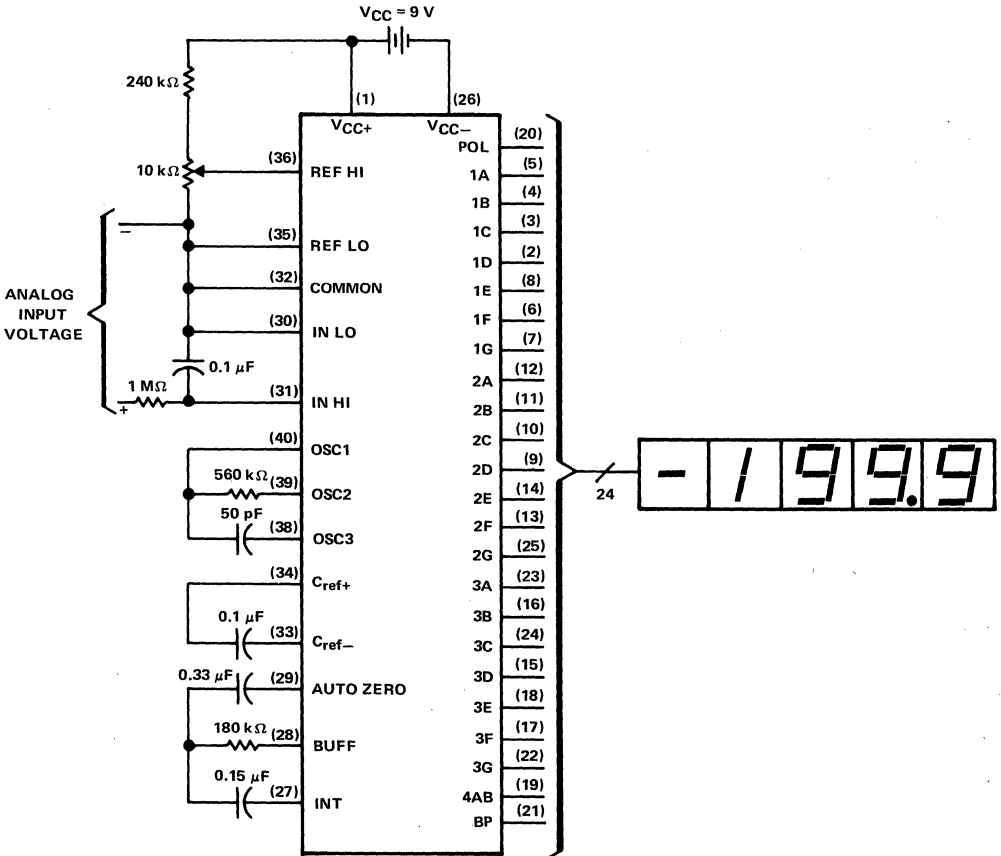 VCC = 9 V
240 kΩ
(1)
(26)
VCC+
VCC−
(20)
POL
(5)
1A
(4)
1B
(3)
1C
(2)
1D
(8)
1E
(6)
1F
(7)
1G
(12)
2A
(11)
2B
(10)
2C
(9)
2D
(14)
2E
(13)
2F
(25)
2G
(23)
3A
(16)
3B
(24)
3C
(15)
3D
(18)
3E
(17)
3F
(22)
3G
(19)
4AB
(21)
BP
10 kΩ
(36)
REF HI
−
(35)
REF LO
(32)
COMMON
ANALOG
INPUT
VOLTAGE
(30)
IN LO
0.1 μF
1 MΩ
+
(31)
IN HI
(40)
OSC1
560 kΩ
(39)
OSC2
50 pF
(38)
OSC3
(34)
Cref+
0.1 μF
(33)
Cref−
0.33 μF
(29)
AUTO ZERO
180 kΩ
(28)
BUFF
0.15 μF
(27)
INT
24
-199.9